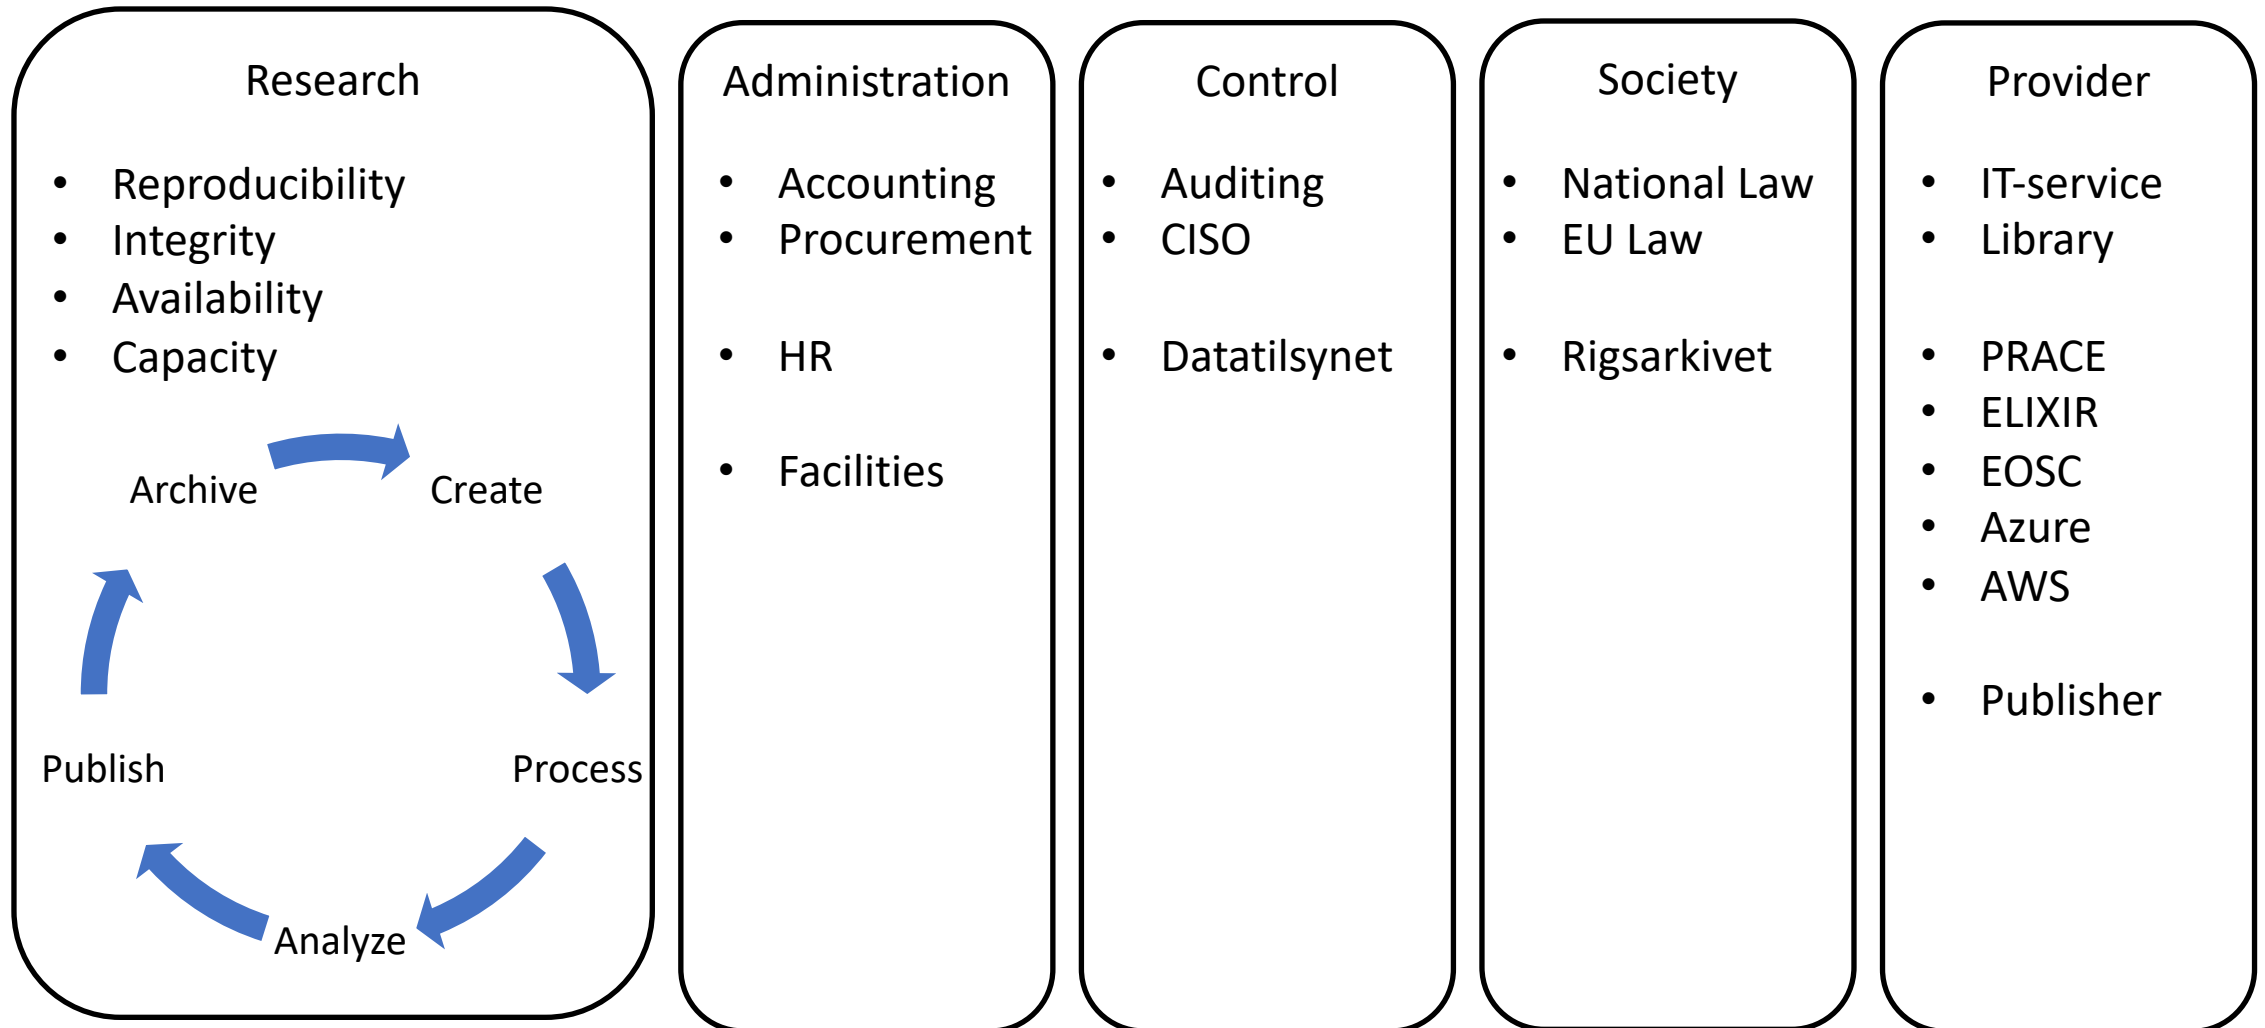 Research
• Reproducibility
• Integrity
• Availability
• Capacity
Archive
Create
Process
Analyze
Publish
Administration
• Accounting
• Procurement
• HR
• Facilities
Control
• Auditing
• CISO
• Datatilsynet
Society
• National Law
• EU Law
• Rigsarkivet
Provider
• IT-service
• Library
• PRACE
• ELIXIR
• EOSC
• Azure
• AWS
• Publisher